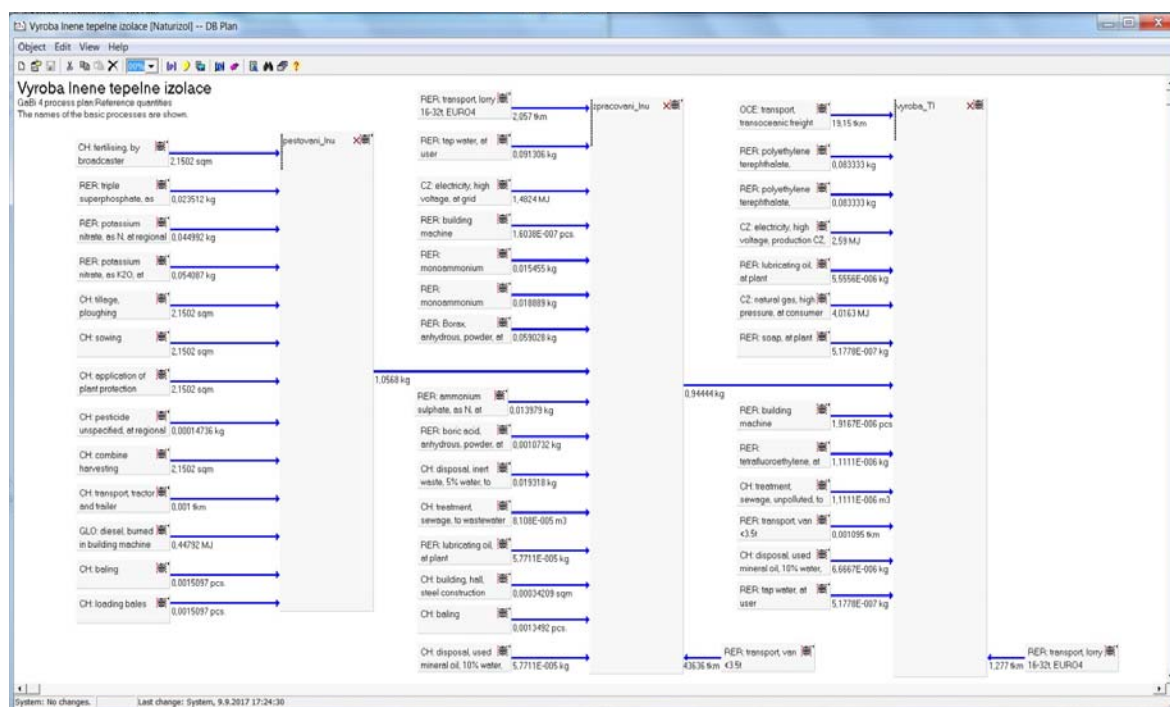 Vyroba lnene tepelne izolace [Naturizol] -- DB Plan
Object Edit View Help
Vyroba lnene tepelne izolace
GaBi 4 process plan:Reference quantities
The names of the basic processes are shown.
pestovani_lnu
CH: fertilising, by
broadcaster
2,1502 sqm
RER: triple
superphosphate, as
0,023512 kg
RER: potassium
nitrate, as N, at regional
0,044992 kg
RER: potassium
nitrate, as K2O, at
0,054087 kg
CH: tillage,
ploughing
2,1502 sqm
CH: sowing
2,1502 sqm
CH: application of
plant protection
2,1502 sqm
CH: pesticide
unspecified, at regional
0,00014736 kg
CH: combine
harvesting
2,1502 sqm
CH: transport, tractor
and trailer
0,001 tkm
GLO: diesel, burned
in building machine
0,44792 MJ
CH: baling
0,0015097 pcs.
CH: loading bales
0,0015097 pcs.
1,0568 kg
zpracovani_lnu
RER: transport, lorry
16-32t, EURO4
2,057 tkm
RER: tap water, at
user
0,091306 kg
CZ: electricity, high
voltage, at grid
1,4824 MJ
RER: building
machine
1,6038E-007 pcs.
RER:
monoammonium
0,015455 kg
RER:
monoammonium
0,018889 kg
RER: Borax,
anhydrous, powder, at
0,059028 kg
RER: ammonium
sulphate, as N, at
0,013979 kg
RER: boric acid,
anhydrous, powder, at
0,0010732 kg
CH: disposal, inert
waste, 5% water, to
0,019318 kg
CH: treatment,
sewage, to wastewater
8,108E-005 m3
RER: lubricating oil,
at plant
5,7711E-005 kg
CH: building, hall,
steel construction
0,00034209 sqm
CH: baling
0,0013492 pcs.
CH: disposal, used
mineral oil, 10% water,
5,7711E-005 kg
RER: transport, van
<3.5t
43636 tkm
0,94444 kg
vyroba_TI
OCE: transport,
transoceanic freight
19,15 tkm
RER: polyethylene
terephthalate,
0,083333 kg
RER: polyethylene
terephthalate,
0,083333 kg
CZ: electricity, high
voltage, production CZ,
2,59 MJ
RER: lubricating oil,
at plant
5,5556E-006 kg
CZ: natural gas, high
pressure, at consumer
4,0163 MJ
RER: soap, at plant
5,1778E-007 kg
RER: building
machine
1,9167E-006 pcs
RER:
tetrafluoroethylene, at
1,1111E-006 kg
CH: treatment,
sewage, unpolluted, to
1,1111E-006 m3
RER: transport, van
<3.5t
0,001095 tkm
CH: disposal, used
mineral oil, 10% water,
6,6667E-006 kg
RER: tap water, at
user
5,1778E-007 kg
RER: transport, lorry
16-32t, EURO4
1,277 tkm
System: No changes.
Last change: System, 9.9.2017 17:24:30